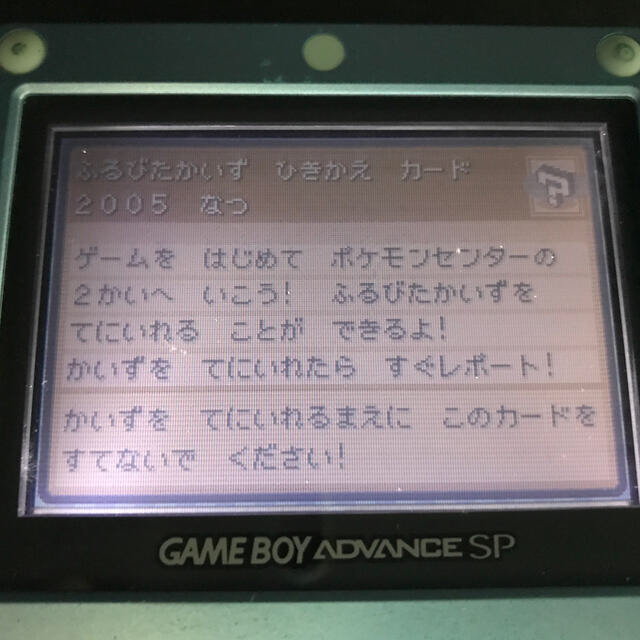 ふるびたかいず　ひきかえ　カード
２００５　なつ
ゲームを　はじめて　ポケモンセンターの
２かいへ　いこう！　ふるびたかいずを
てにいれる　ことが　できるよ！
かいずを　てにいれたら　すぐレポート！
かいずを　てにいれるまえに　このカードを
すてないで　ください！
GAME BOY ADVANCE SP